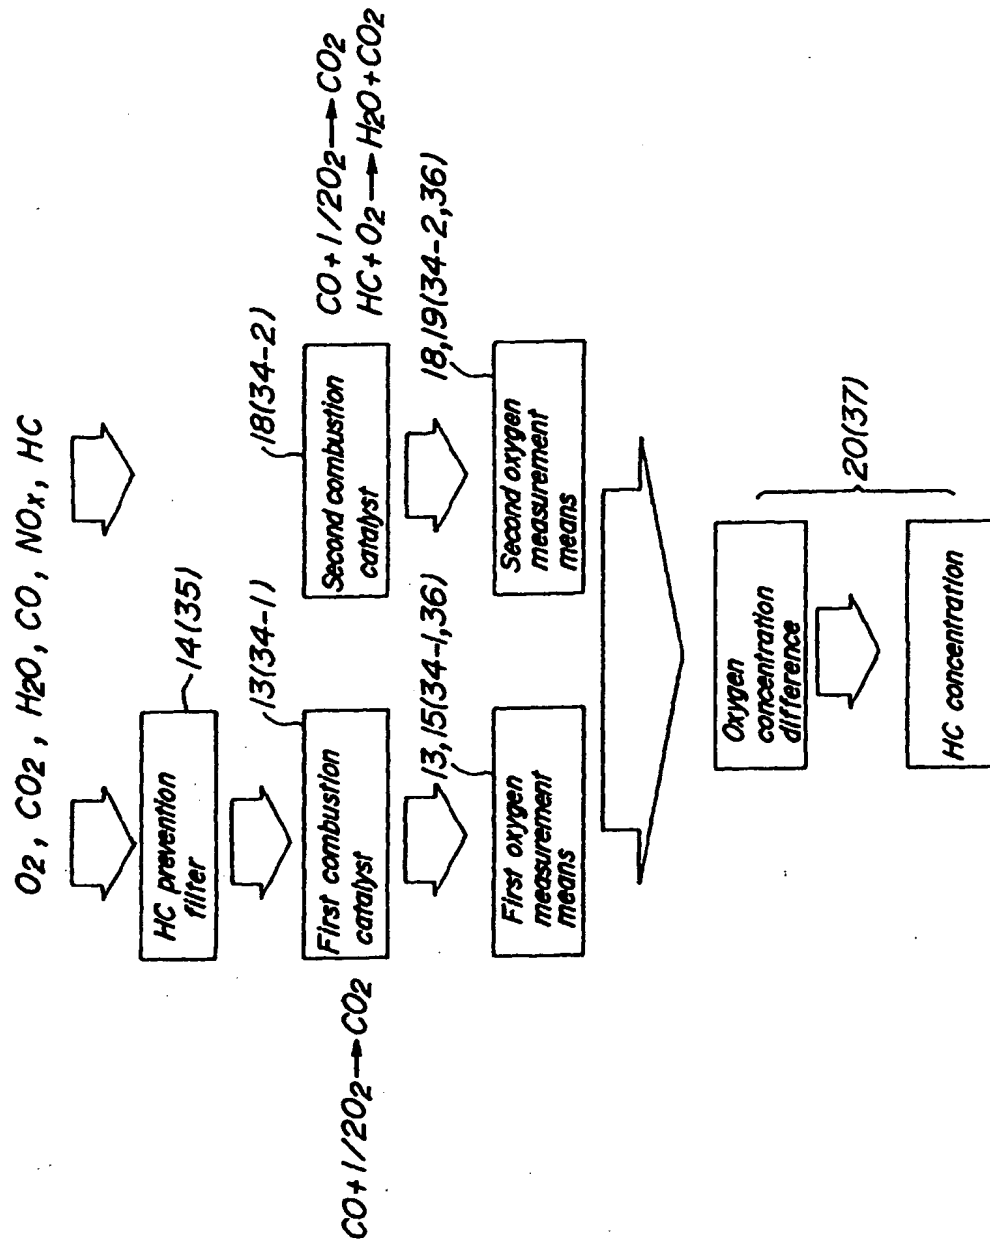 O2, CO2, H2O, CO, NOx, HC
14(35)
HC prevention
filter
13(34-1)
18(34-2)
CO+1/2O2→CO2
First combustion
catalyst
Second combustion
catalyst
CO+1/2O2→CO2
HC+O2→H2O+CO2
13,15(34-1,36)
18,19(34-2,36)
First oxygen
measurement
means
Second oxygen
measurement
means
Oxygen
concentration
difference
20(37)
HC concentration